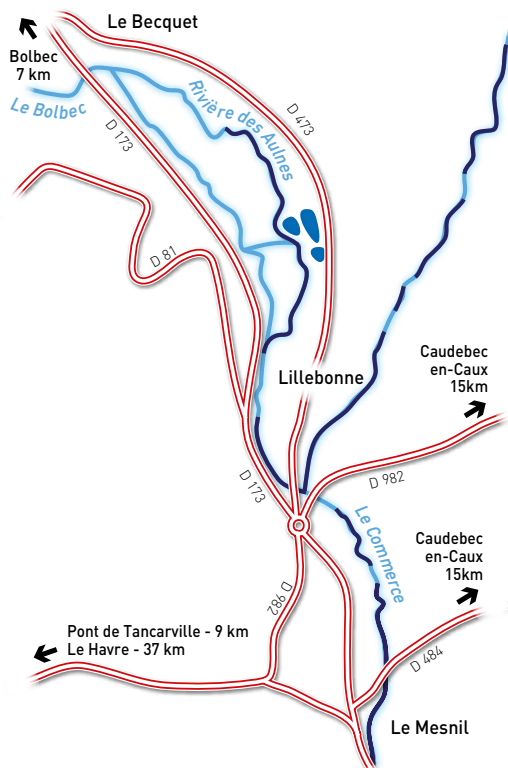 Le Becquet
Bolbec
7 km
Le Bolbec
Rivière des Aulnes
D 473
D 173
D 81
Caudebec
en-Caux
15km
Lillebonne
D 173
D 982
Le Commerce
Caudebec
en-Caux
15km
D 982
Pont de Tancarville - 9 km
Le Havre - 37 km
D 484
Le Mesnil